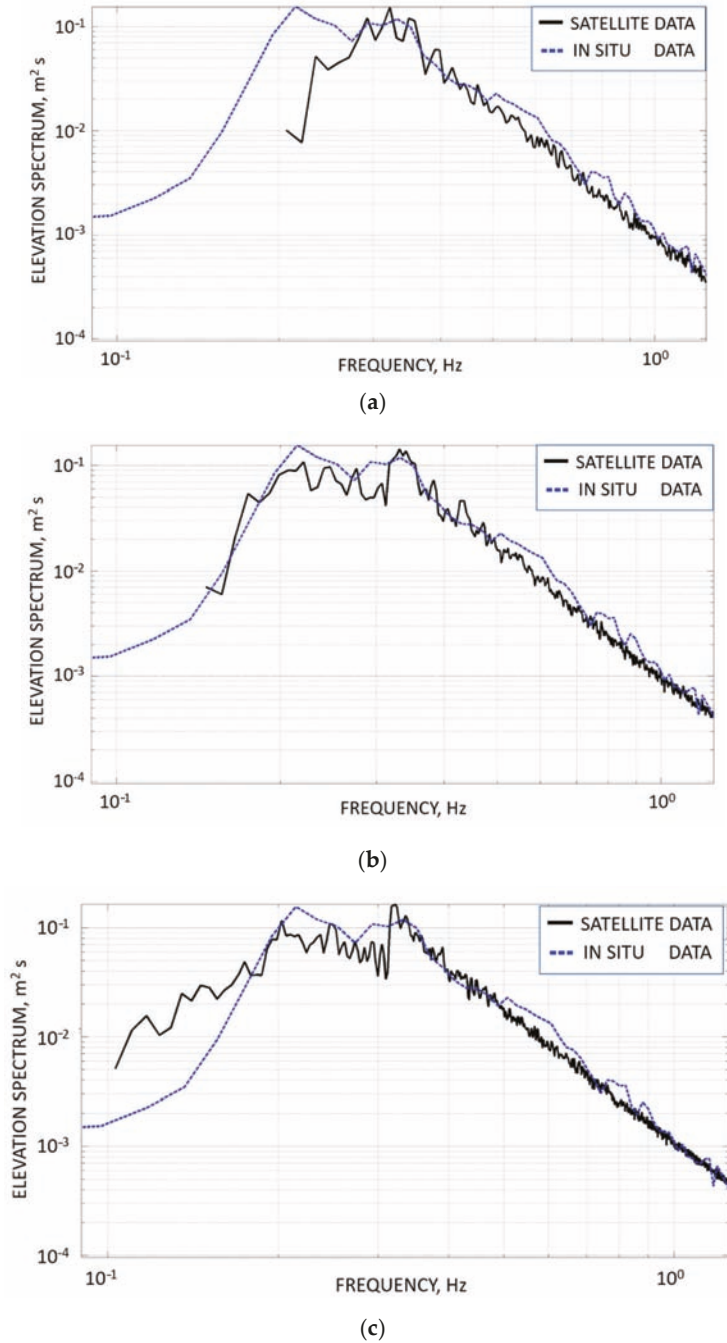 10⁻¹
10⁻²
10⁻³
10⁻⁴
ELEVATION SPECTRUM, m² s
SATELLITE DATA
IN SITU DATA
10⁻¹
10⁰
FREQUENCY, Hz
(a)
10⁻¹
10⁻²
10⁻³
10⁻⁴
ELEVATION SPECTRUM, m² s
SATELLITE DATA
IN SITU DATA
10⁻¹
10⁰
FREQUENCY, Hz
(b)
10⁻¹
10⁻²
10⁻³
10⁻⁴
ELEVATION SPECTRUM, m² s
SATELLITE DATA
IN SITU DATA
10⁻¹
10⁰
FREQUENCY, Hz
(c)